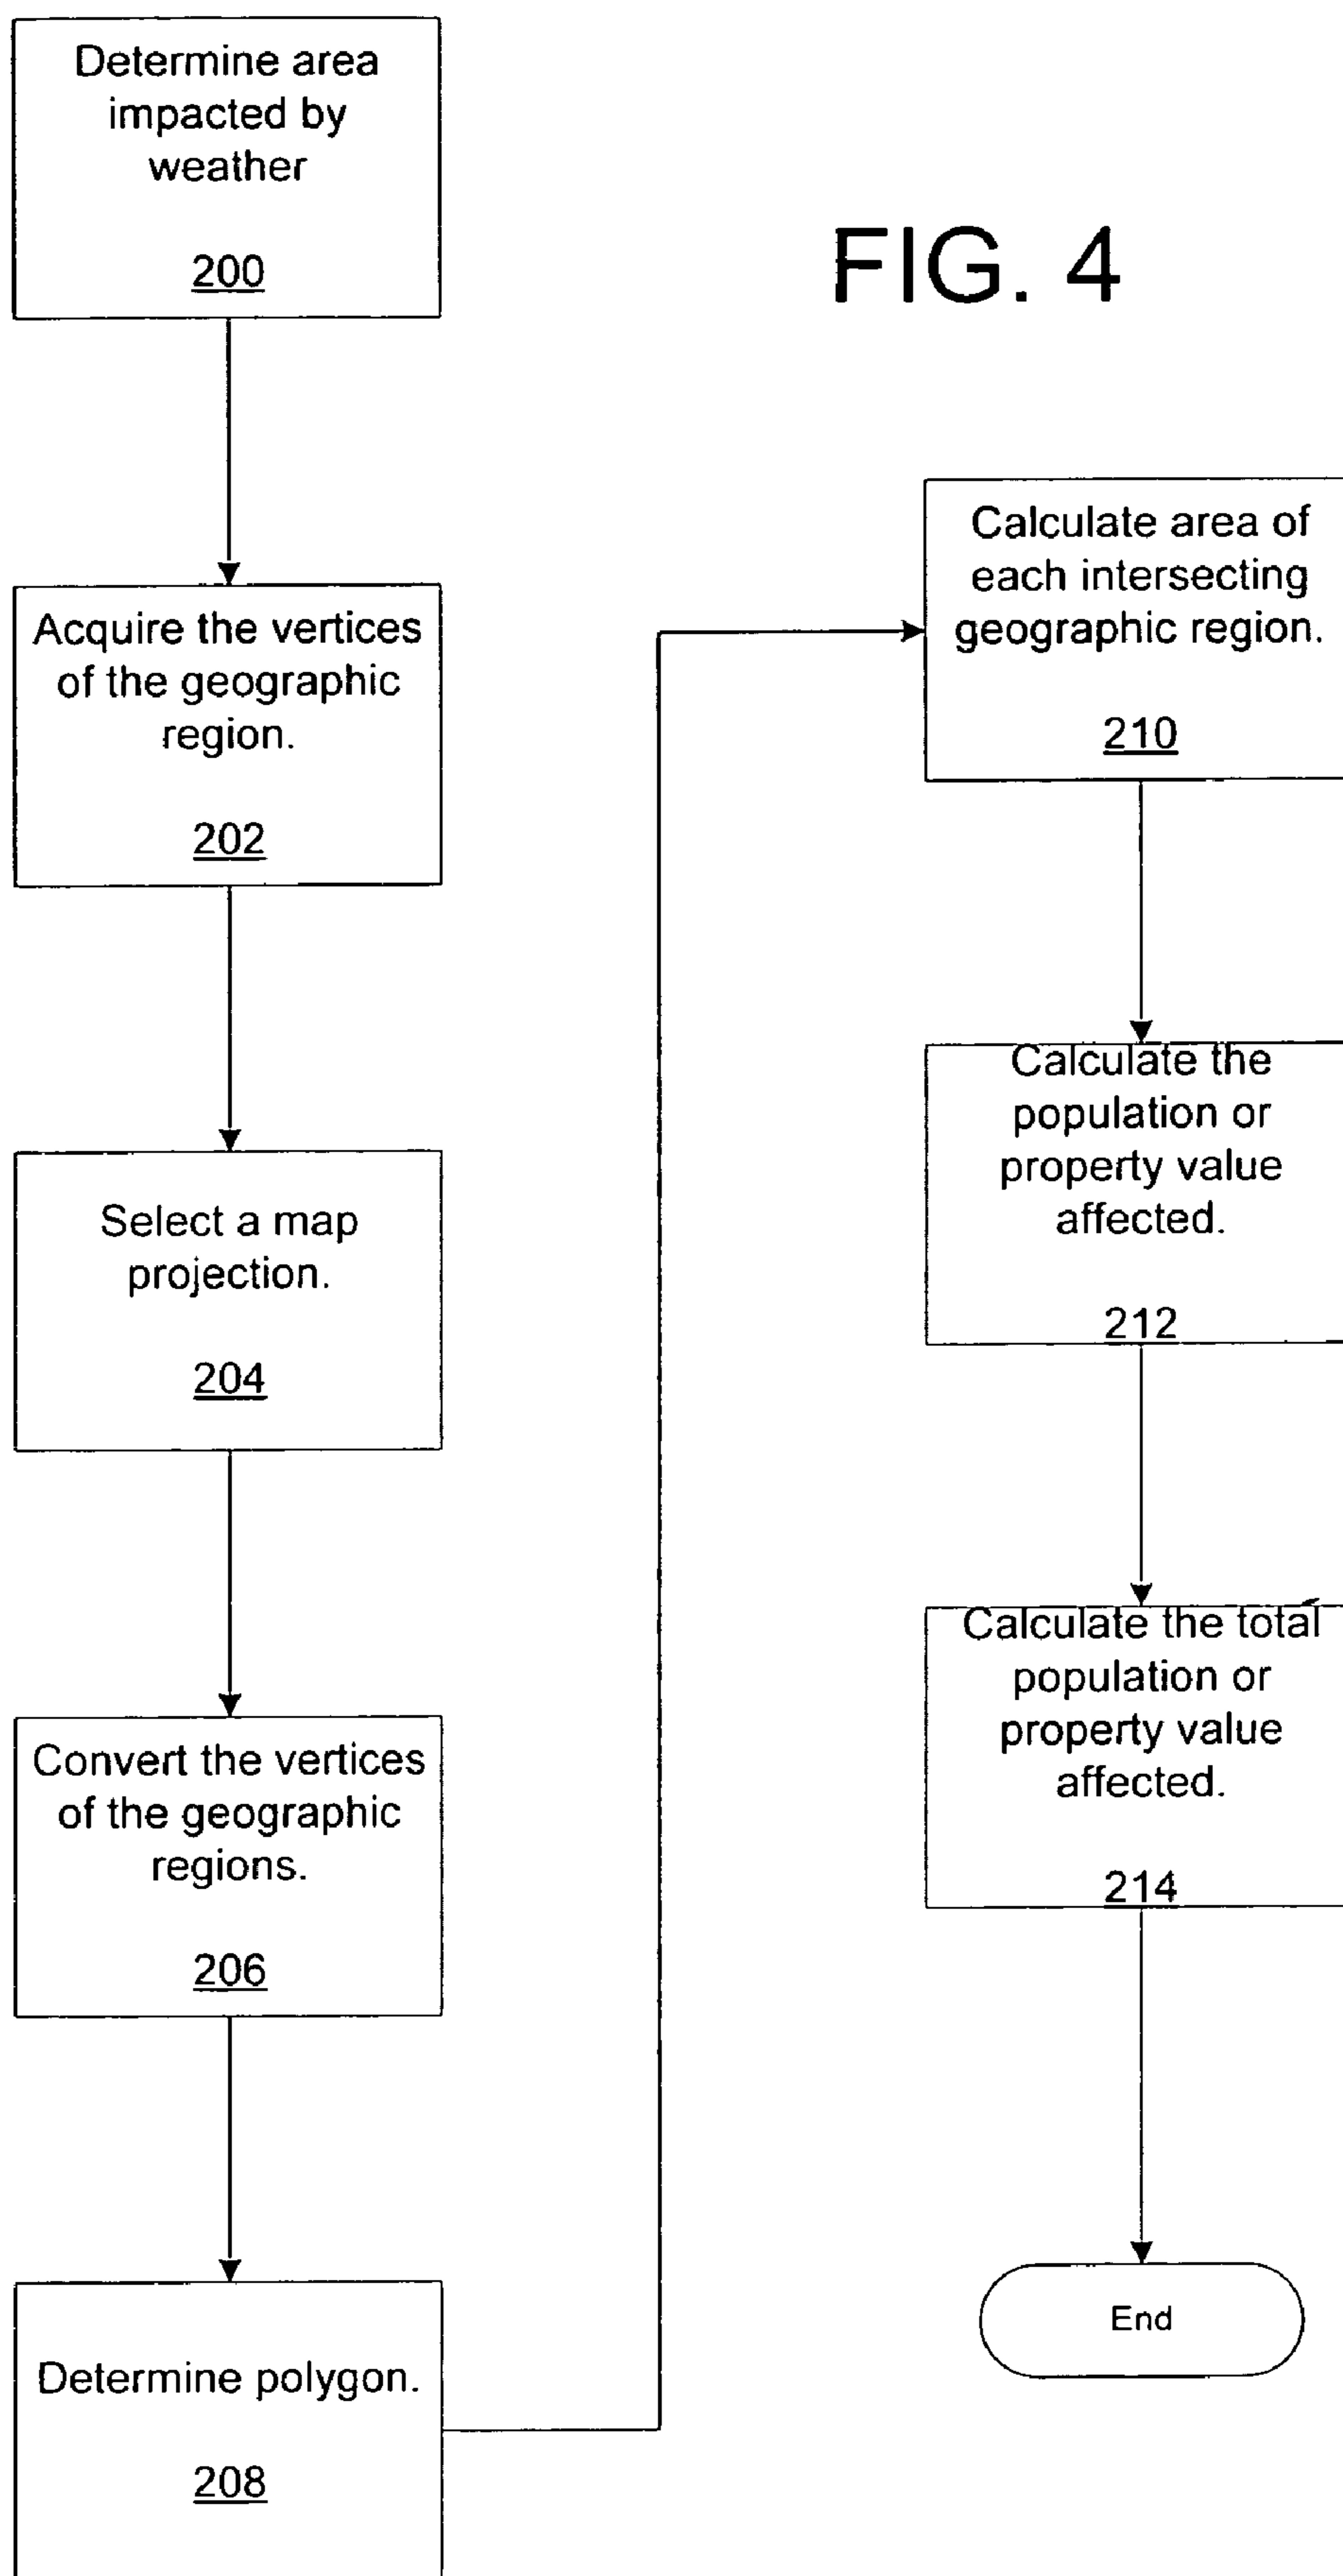 FIG. 4
Determine area
impacted by
weather
200
Acquire the vertices
of the geographic
region.
202
Select a map
projection.
204
Convert the vertices
of the geographic
regions.
206
Determine polygon.
208
Calculate area of
each intersecting
geographic region.
210
Calculate the
population or
property value
affected.
212
Calculate the total
population or
property value
affected.
214
End